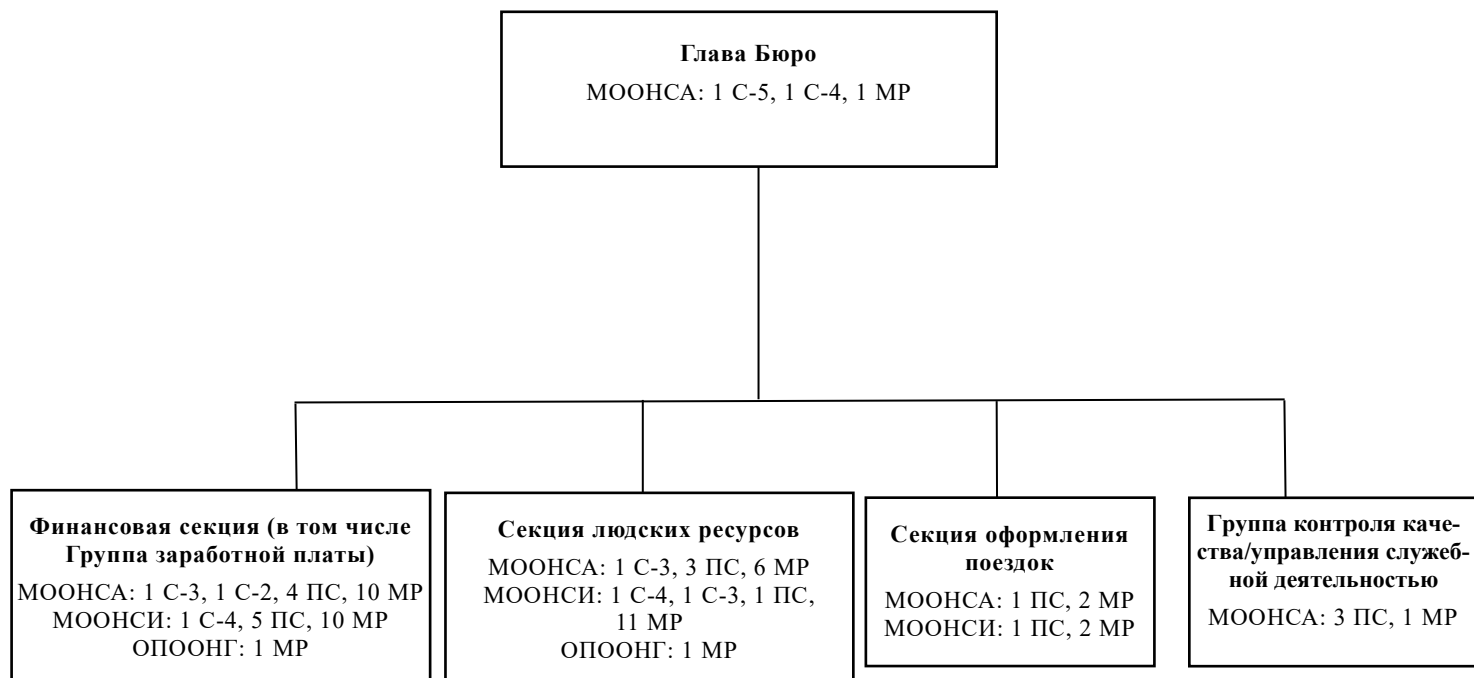 Глава Бюро
МООНСА: 1 С-5, 1 С-4, 1 МР
Финансовая секция (в том числе
Группа заработной платы)
МООНСА: 1 С-3, 1 С-2, 4 ПС, 10 МР
МООНСИ: 1 С-4, 5 ПС, 10 МР
ОПООНГ: 1 МР
Секция людских ресурсов
МООНСА: 1 С-3, 3 ПС, 6 МР
МООНСИ: 1 С-4, 1 С-3, 1 ПС,
11 МР
ОПООНГ: 1 МР
Секция оформления
поездок
МООНСА: 1 ПС, 2 МР
МООНСИ: 1 ПС, 2 МР
Группа контроля каче-
ства/управления служеб-
ной деятельностью
МООНСА: 3 ПС, 1 МР